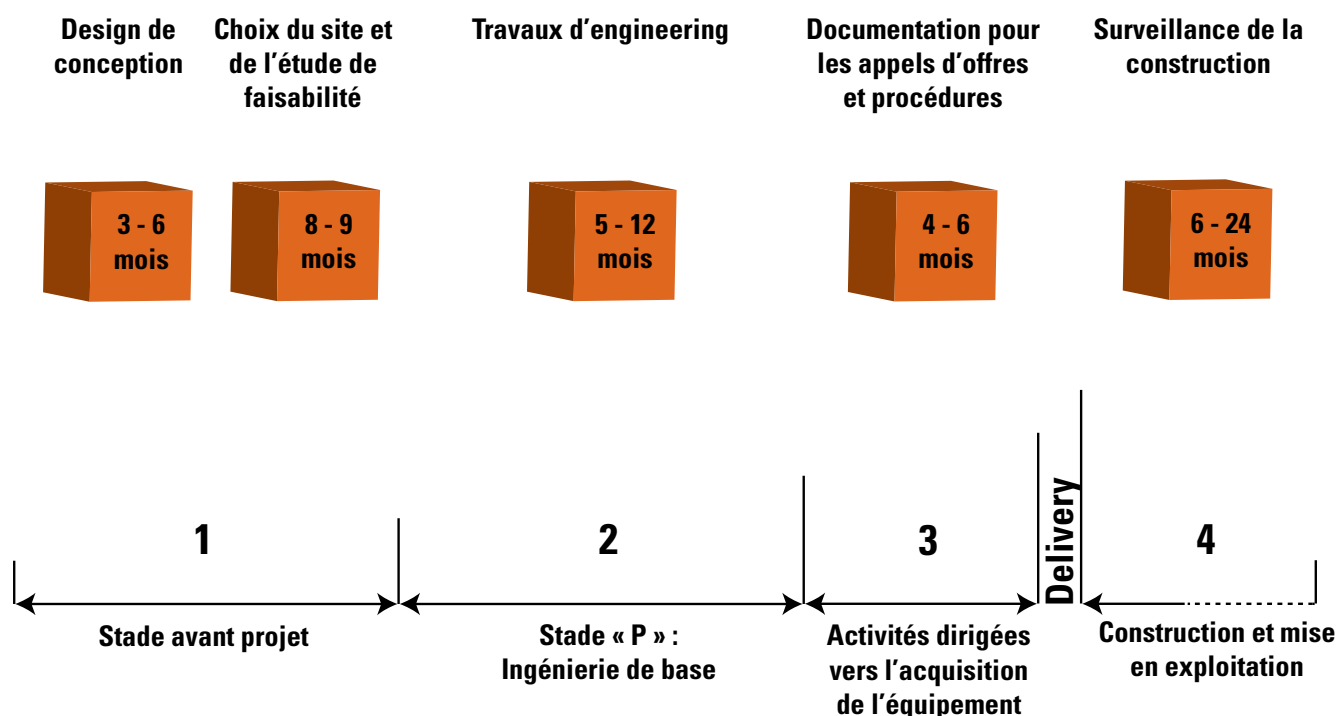 Design de
conception
Choix du site et
de l'étude de
faisabilité
Travaux d'engineering
Documentation pour
les appels d'offres
et procédures
Surveillance de la
construction
3 - 6
mois
8 - 9
mois
5 - 12
mois
4 - 6
mois
6 - 24
mois
1
2
3
Delivery
4
Stade avant projet
Stade « P » :
Ingénierie de base
Activités dirigées
vers l'acquisition
de l'équipement
Construction et mise
en exploitation